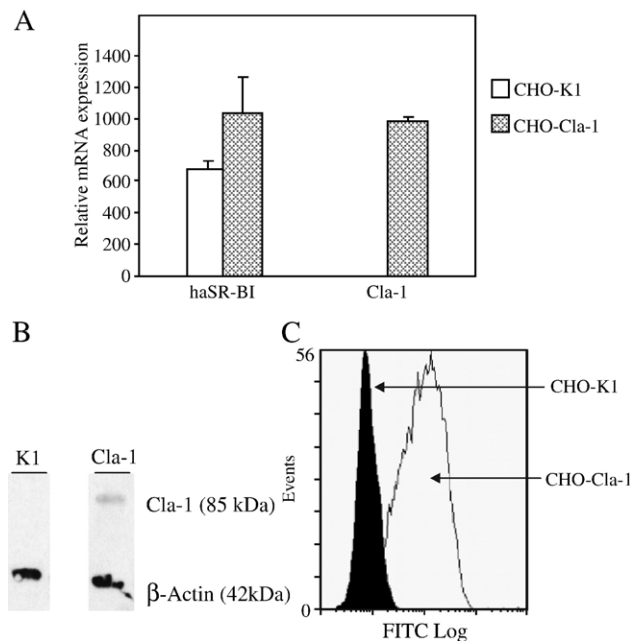 A
Relative mRNA expression
1400
1200
1000
800
600
400
200
0
haSR-BI
Cla-1
CHO-K1
CHO-Cla-1
B
K1
Cla-1
Cla-1 (85 kDa)
β-Actin (42kDa)
C
56
Events
0
FITC Log
CHO-K1
CHO-Cla-1